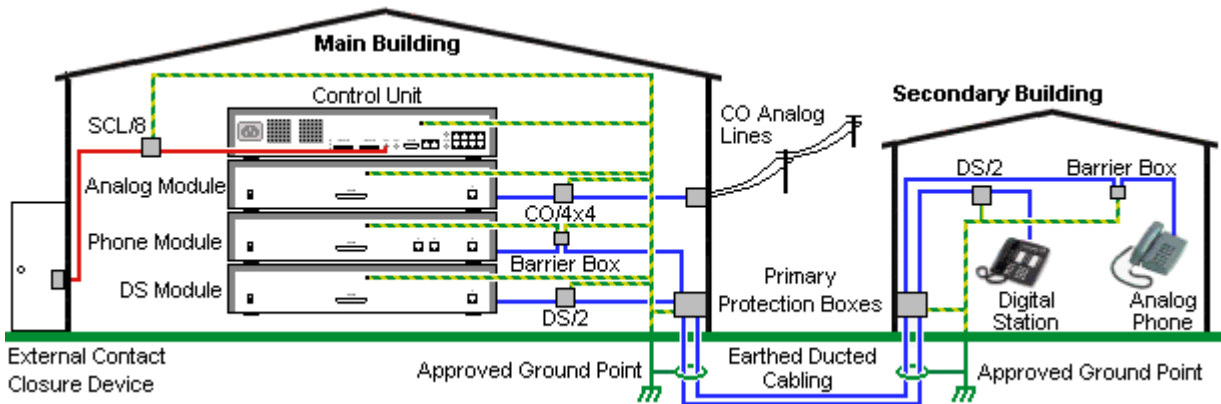 Main Building
Control Unit
SCL/8
CO Analog
Lines
Secondary Building
DS/2
Barrier Box
Analog Module
CO/4x4
Phone Module
Barrier Box
DS Module
DS/2
Primary
Protection Boxes
Digital
Station
Analog
Phone
External Contact
Closure Device
Approved Ground Point
Earthed Ducted
Cabling
Approved Ground Point